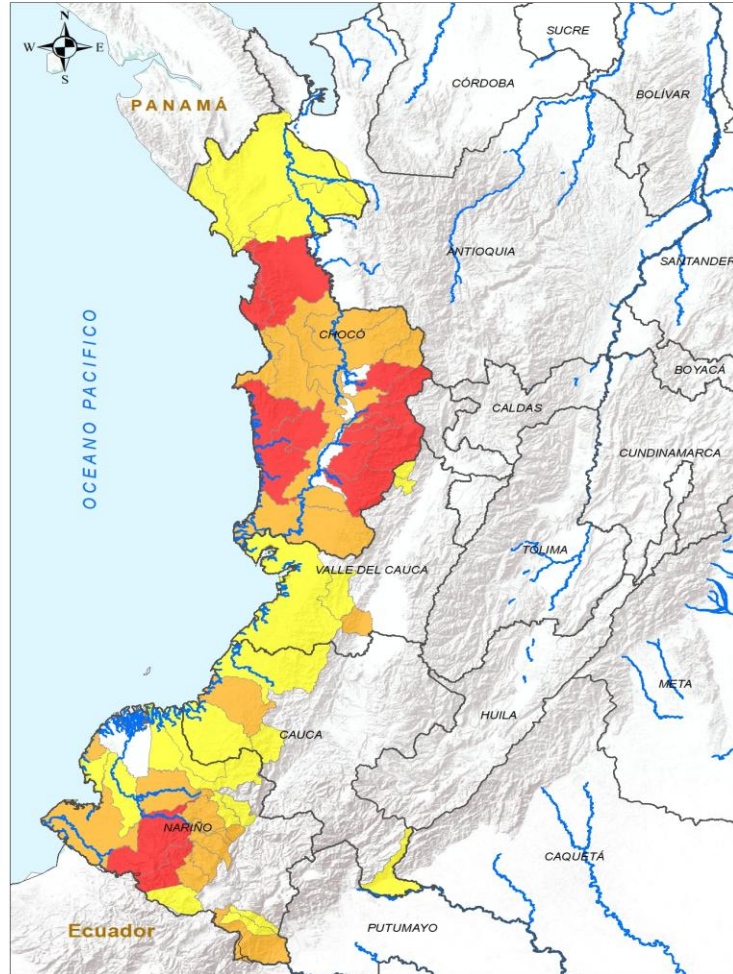 N
W E
S
SUCRE
CÓRDOBA
BOLÍVAR
PANAMÁ
ANTIOQUIA
SANTANDER
OCEANO PACIFICO
CHOCÓ
BOYACÁ
CALDAS
CUNDINAMARCA
TOLIMA
VALLE DEL CAUCA
META
HUILA
CAUCA
NARIÑO
CAQUETÁ
PUTUMAYO
Ecuador